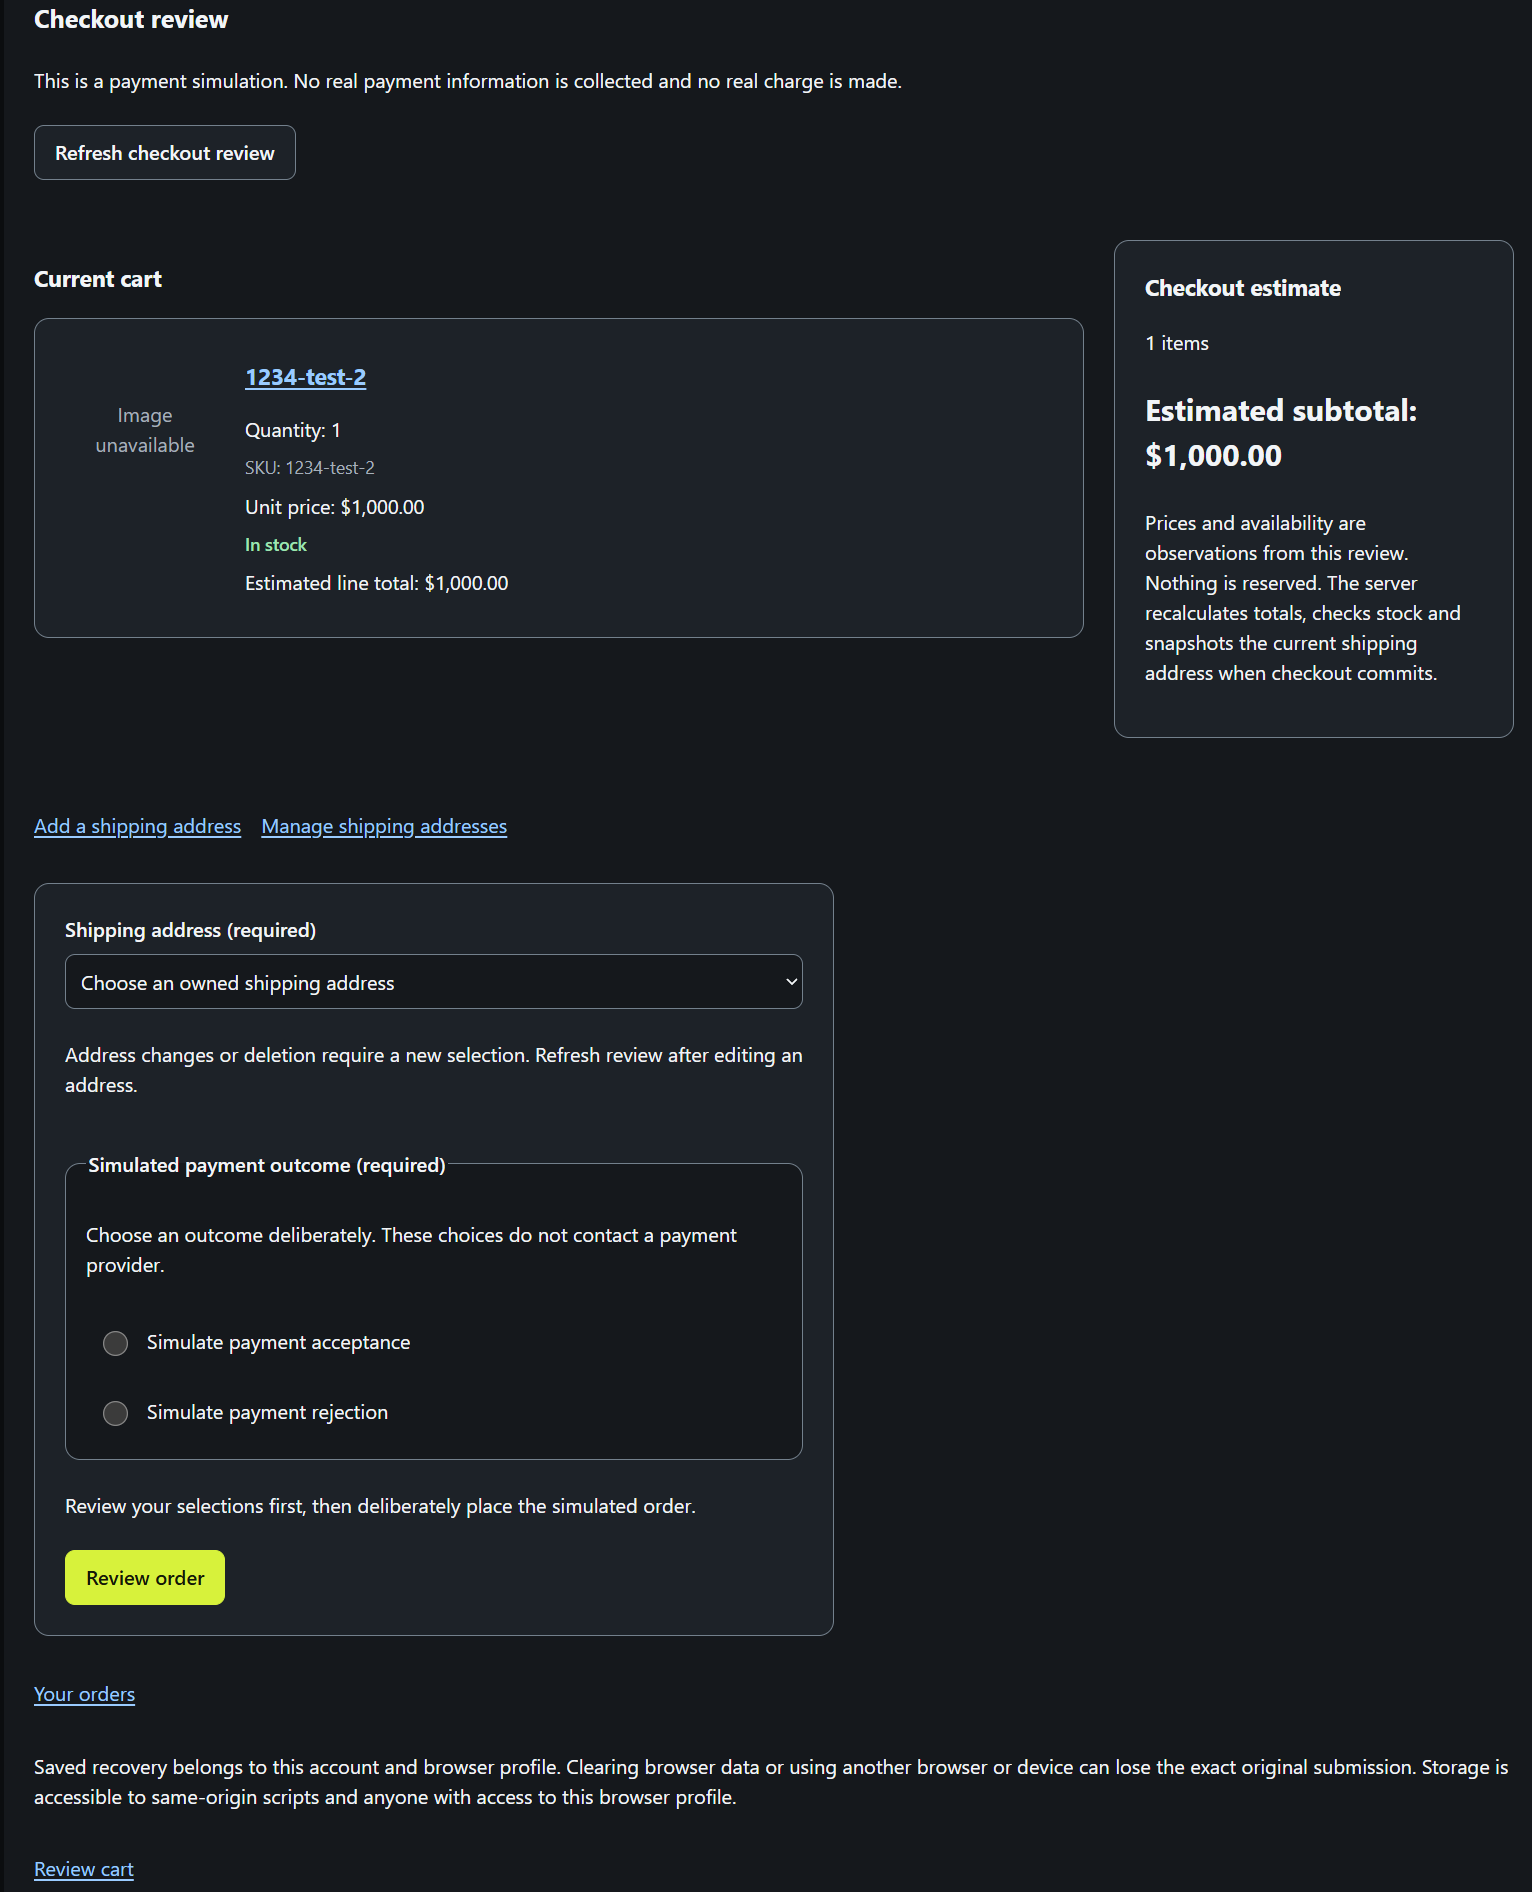 Checkout review
This is a payment simulation. No real payment information is collected and no real charge is made.
Refresh checkout review
Current cart
Image
unavailable
1234-test-2
Quantity: 1
SKU: 1234-test-2
Unit price: $1,000.00
In stock
Estimated line total: $1,000.00
Checkout estimate
1 items
Estimated subtotal:
$1,000.00
Prices and availability are
observations from this review.
Nothing is reserved. The server
recalculates totals, checks stock and
snapshots the current shipping
address when checkout commits.
Add a shipping address Manage shipping addresses
Shipping address (required)
Choose an owned shipping address
Address changes or deletion require a new selection. Refresh review after editing an
address.
Simulated payment outcome (required)
Choose an outcome deliberately. These choices do not contact a payment
provider.
Simulate payment acceptance
Simulate payment rejection
Review your selections first, then deliberately place the simulated order.
Review order
Your orders
Saved recovery belongs to this account and browser profile. Clearing browser data or using another browser or device can lose the exact original submission. Storage is
accessible to same-origin scripts and anyone with access to this browser profile.
Review cart